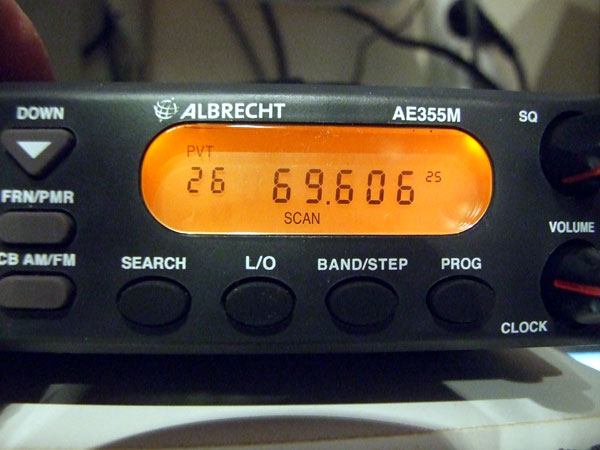 DOWN
ALBRECHT
AE355M
SQ
PVT
26 69.606 25
SCAN
FRN/PMR
VOLUME
CB AM/FM
SEARCH
L/O
BAND/STEP
PROG
CLOCK